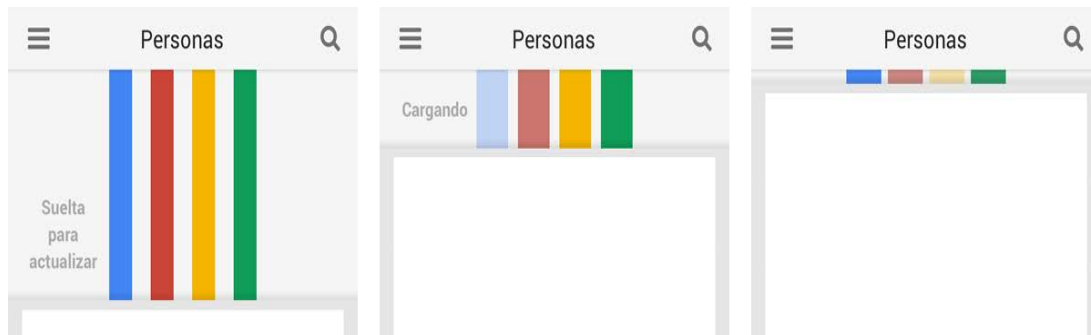 Personas
Suelta
para
actualizar
Personas
Cargando
Personas